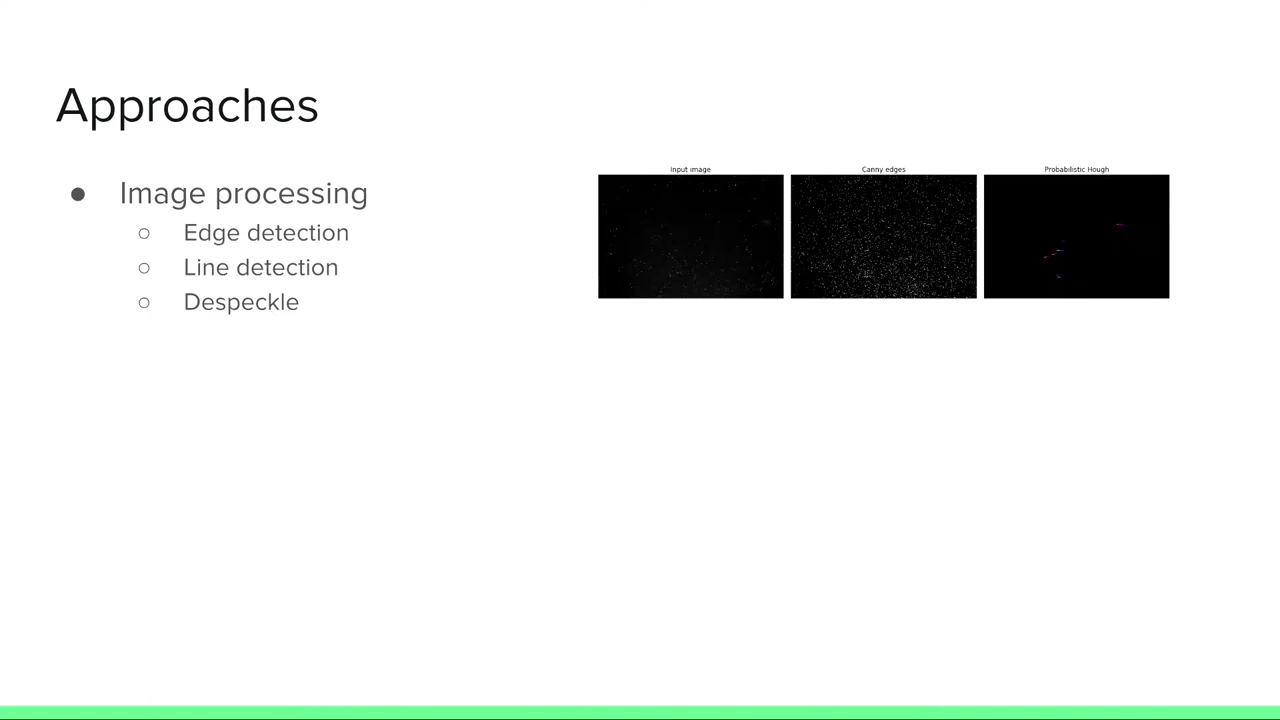 Approaches
● Image processing
○ Edge detection
○ Line detection
○ Despeckle
Input image
Canny edges
Probabilistic Hough